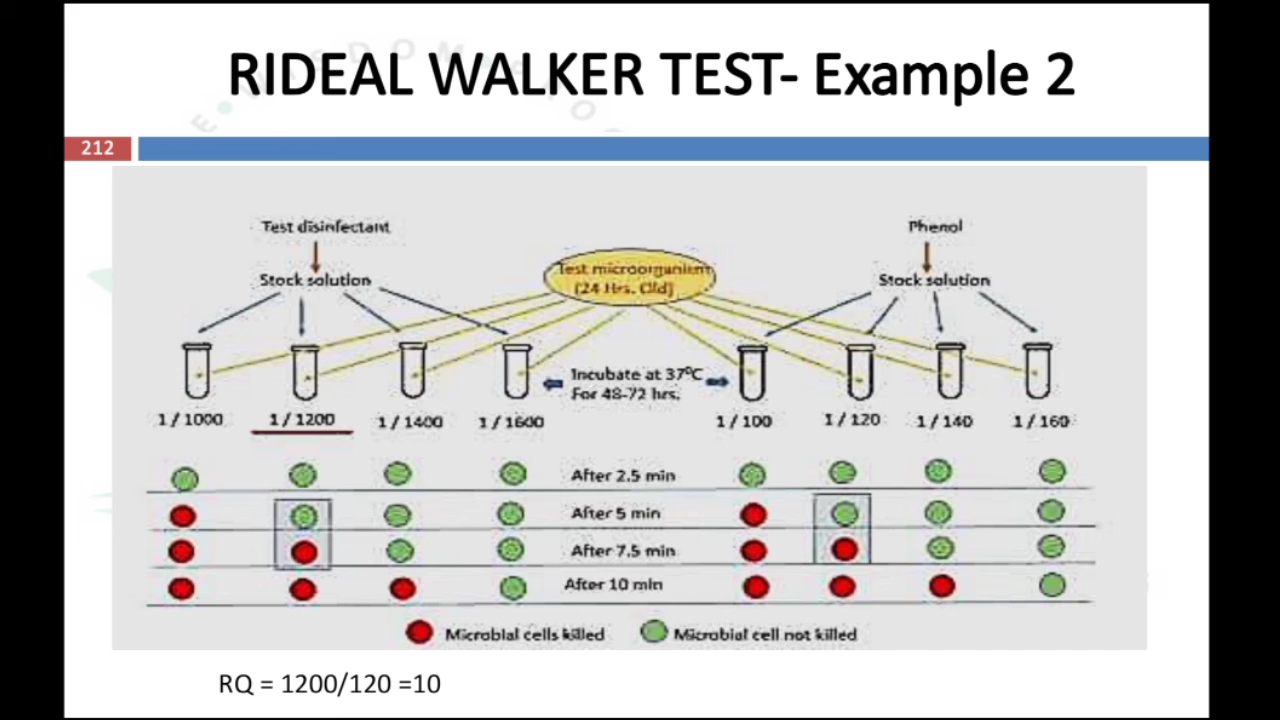 RIDEAL WALKER TEST- Example 2
212
Test disinfectant
Phenol
Stock solution
Test microorganism
(24 Hrs. Old)
Stock solution
Incubate at 37⁰C
For 48-72 hrs.
1 / 1000
1 / 1200
1 / 1400
1 / 1600
1 / 100
1 / 120
1 / 140
1 / 160
After 2.5 min
After 5 min
After 7.5 min
After 10 min
Microbial cells killed
Microbial cell not killed
RQ = 1200/120 =10